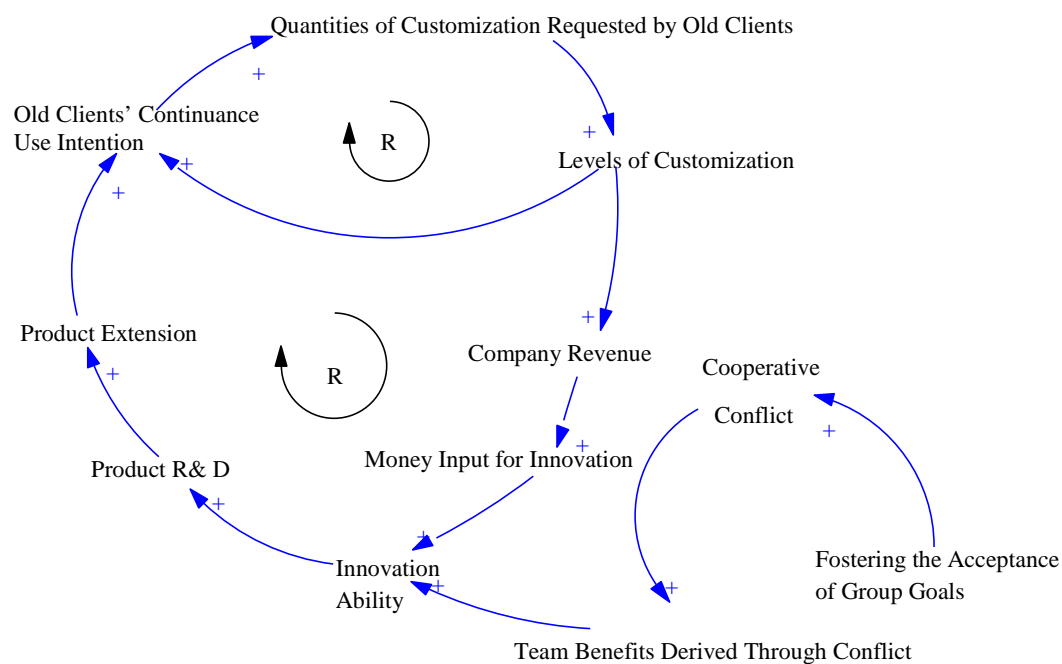 Quantities of Customization Requested by Old Clients
+
Old Clients’ Continuance
Use Intention
R
+
Levels of Customization
+
+
Product Extension
R
+
Company Revenue
Cooperative
Conflict
+
+
Money Input for Innovation
+
Product R& D
+
+
Innovation
Ability
+
+
Fostering the Acceptance
of Group Goals
Team Benefits Derived Through Conflict